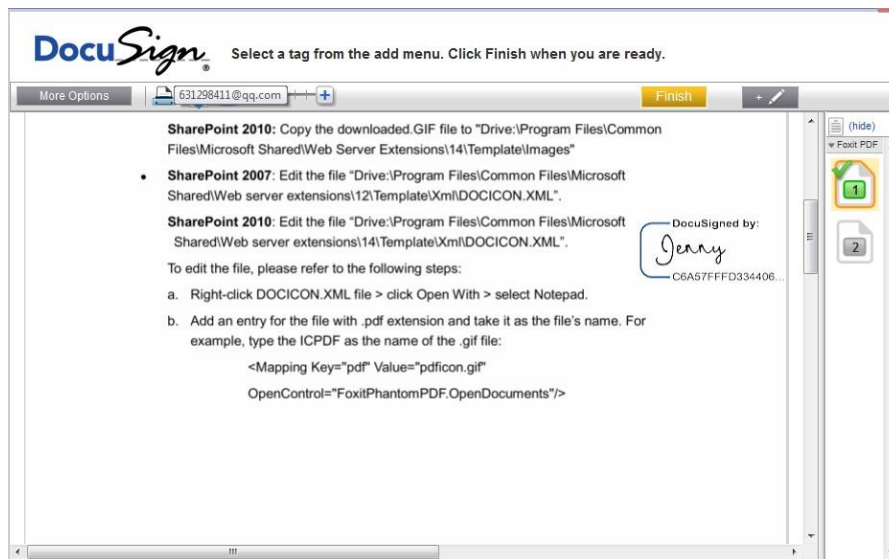 DocuSign®
Select a tag from the add menu. Click Finish when you are ready.
More Options
631298411@qq.com
+
Finish
+
SharePoint 2010: Copy the downloaded.GIF file to "Drive:\Program Files\Common
Files\Microsoft Shared\Web Server Extensions\14\Template\Images"
• SharePoint 2007: Edit the file “Drive:\Program Files\Common Files\Microsoft
Shared\Web server extensions\12\Template\Xml\DOCICON.XML”.
SharePoint 2010: Edit the file “Drive:\Program Files\Common Files\Microsoft
Shared\Web server extensions\14\Template\Xml\DOCICON.XML”.
DocuSigned by:
Jenny
C6A57FFFD334406...
To edit the file, please refer to the following steps:
a. Right-click DOCICON.XML file > click Open With > select Notepad.
b. Add an entry for the file with .pdf extension and take it as the file’s name. For
example, type the ICPDF as the name of the .gif file:
<Mapping Key="pdf" Value="pdficon.gif"
OpenControl="FoxitPhantomPDF.OpenDocuments"/>
(hide)
Foxit PDF
1
2